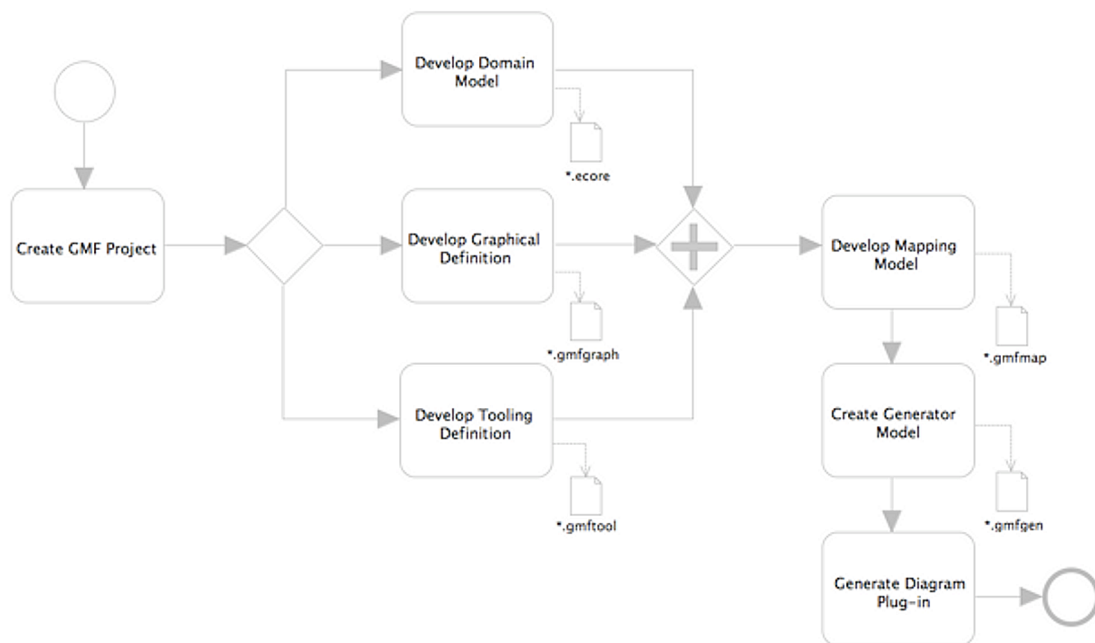 Develop Domain
Model
*.ecore
Create GMF Project
Develop Graphical
Definition
*.gmfgraph
Develop Tooling
Definition
*.gmftool
Develop Mapping
Model
*.gmfmap
Create Generator
Model
*.gmfgen
Generate Diagram
Plug-in